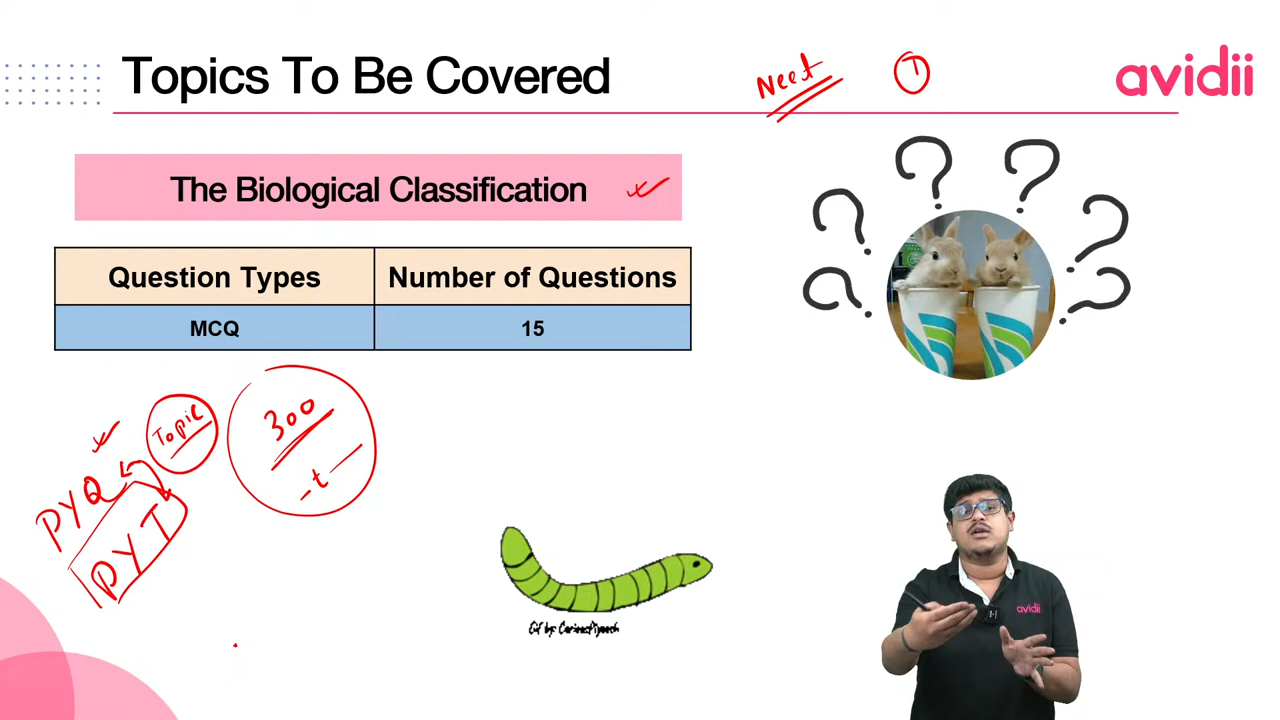 Topics To Be Covered
Neet
T
avidii
The Biological Classification
Question Types
Number of Questions
MCQ
15
Topic
300
-t
PYQ
PYT
avidii